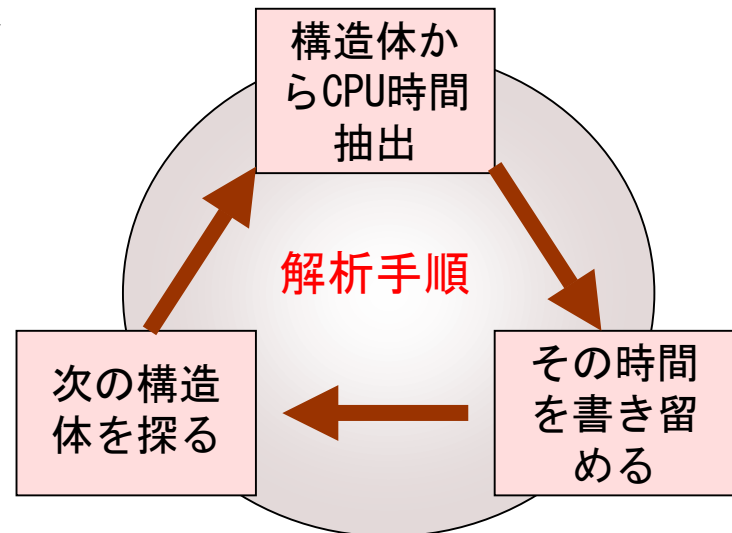 構造体か
らCPU時間
抽出
解析手順
次の構造
体を探る
その時間
を書き留
める